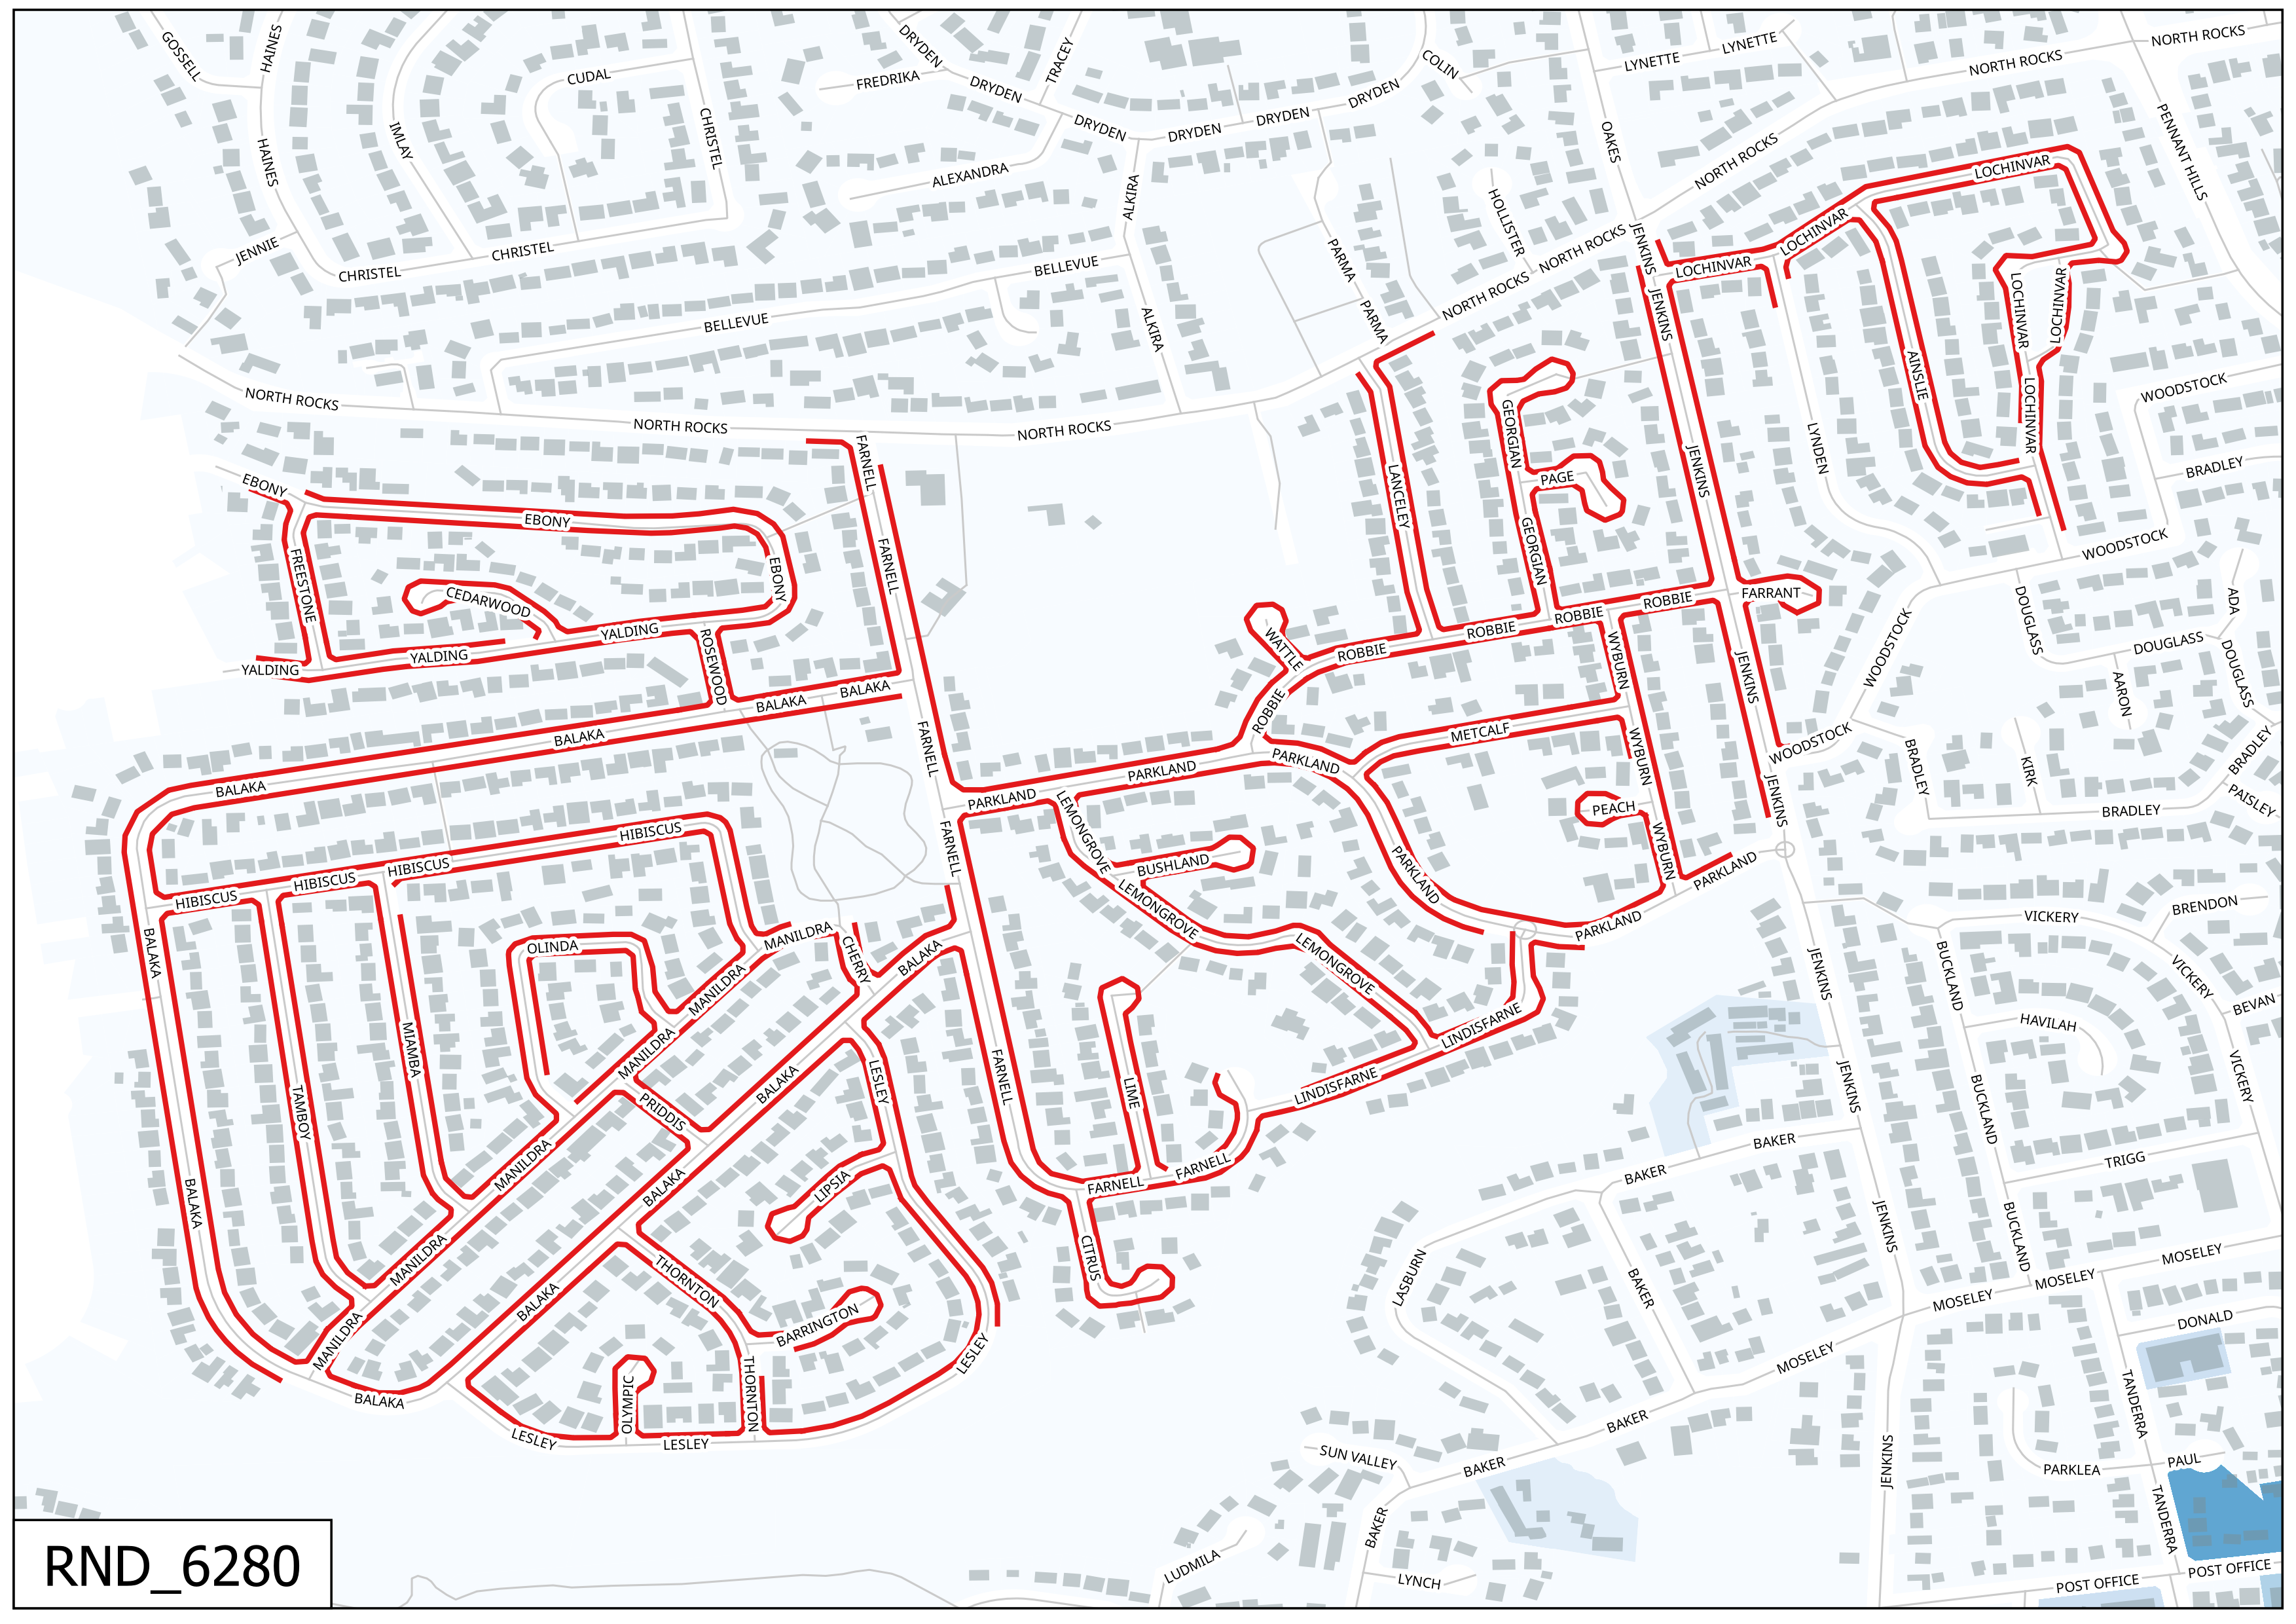 GOSSELL
HAINES
CUDAL
DRYDEN
TRACEY
COLIN
LYNETTE
LYNETTE
NORTH ROCKS
NORTH ROCKS
FREDRIKA
DRYDEN
DRYDEN
IMLAY
CHRISTEL
HAINES
DRYDEN
DRYDEN
DRYDEN
OAKES
PENNANT HILLS
NORTH ROCKS
LOCHINVAR
ALEXANDRA
ALKIRA
HOLLISTER
JENNIE
CHRISTEL
CHRISTEL
BELLEVUE
PARMA
NORTH ROCKS
JENKINS
LOCHINVAR
LOCHINVAR
BELLEVUE
ALKIRA
PARMA
NORTH ROCKS
JENKINS
LOCHINVAR
LOCHINVAR
NORTH ROCKS
NORTH ROCKS
NORTH ROCKS
AINSLIE
WOODSTOCK
LOCHINVAR
GEORGIAN
LYNDEN
FARNELL
EBONY
EBONY
LANCELEY
PAGE
JENKINS
BRADLEY
GEORGIAN
WOODSTOCK
FREESTONE
CEDARWOOD
EBONY
FARNELL
FARRANT
ROBBIE
ROBBIE
ROBBIE
ROBBIE
WATTLE
DOUGLASS
ADA
DOUGLASS
DOUGLASS
AARON
YALDING
YALDING
YALDING
ROSEWOOD
BALAKA
BALAKA
BALAKA
BALAKA
WYBURN
JENKINS
WOODSTOCK
ROBBIE
METCALF
WYBURN
WOODSTOCK
BRADLEY
KIRK
BRADLEY
BRADLEY
PAISLEY
FARNELL
PARKLAND
PARKLAND
PARKLAND
PEACH
JENKINS
HIBISCUS
HIBISCUS
HIBISCUS
HIBISCUS
FARNELL
LEMONGROVE
BUSHLAND
LEMONGROVE
PARKLAND
WYBURN
PARKLAND
PARKLAND
BALAKA
OLINDA
MANILDRA
CHERRY
BALAKA
MANILDRA
LEMONGROVE
JENKINS
VICKERY
BRENDON
VICKERY
BEVAN
BUCKLAND
HAVILAH
MIAMBA
TAMBOY
MANILDRA
PRIDDIS
BALAKA
LESLEY
FARNELL
LIME
LINDISFARNE
LINDISFARNE
JENKINS
BUCKLAND
VICKERY
BAKER
BAKER
TRIGG
MANILDRA
BALAKA
LIPSIA
FARNELL
FARNELL
BALAKA
MANILDRA
THORNTON
CITRUS
LASBURN
BAKER
JENKINS
BUCKLAND
MOSELEY
MOSELEY
MOSELEY
DONALD
BALAKA
MANILDRA
BARRINGTON
LESLEY
MOSELEY
BALAKA
OLYMPIC
THORNTON
LESLEY
LESLEY
BAKER
SUN VALLEY
BAKER
JENKINS
TANDERRA
PARKLEA
PAUL
TANDERRA
BAKER
LUDMILA
LYNCH
POST OFFICE
POST OFFICE
RND_6280